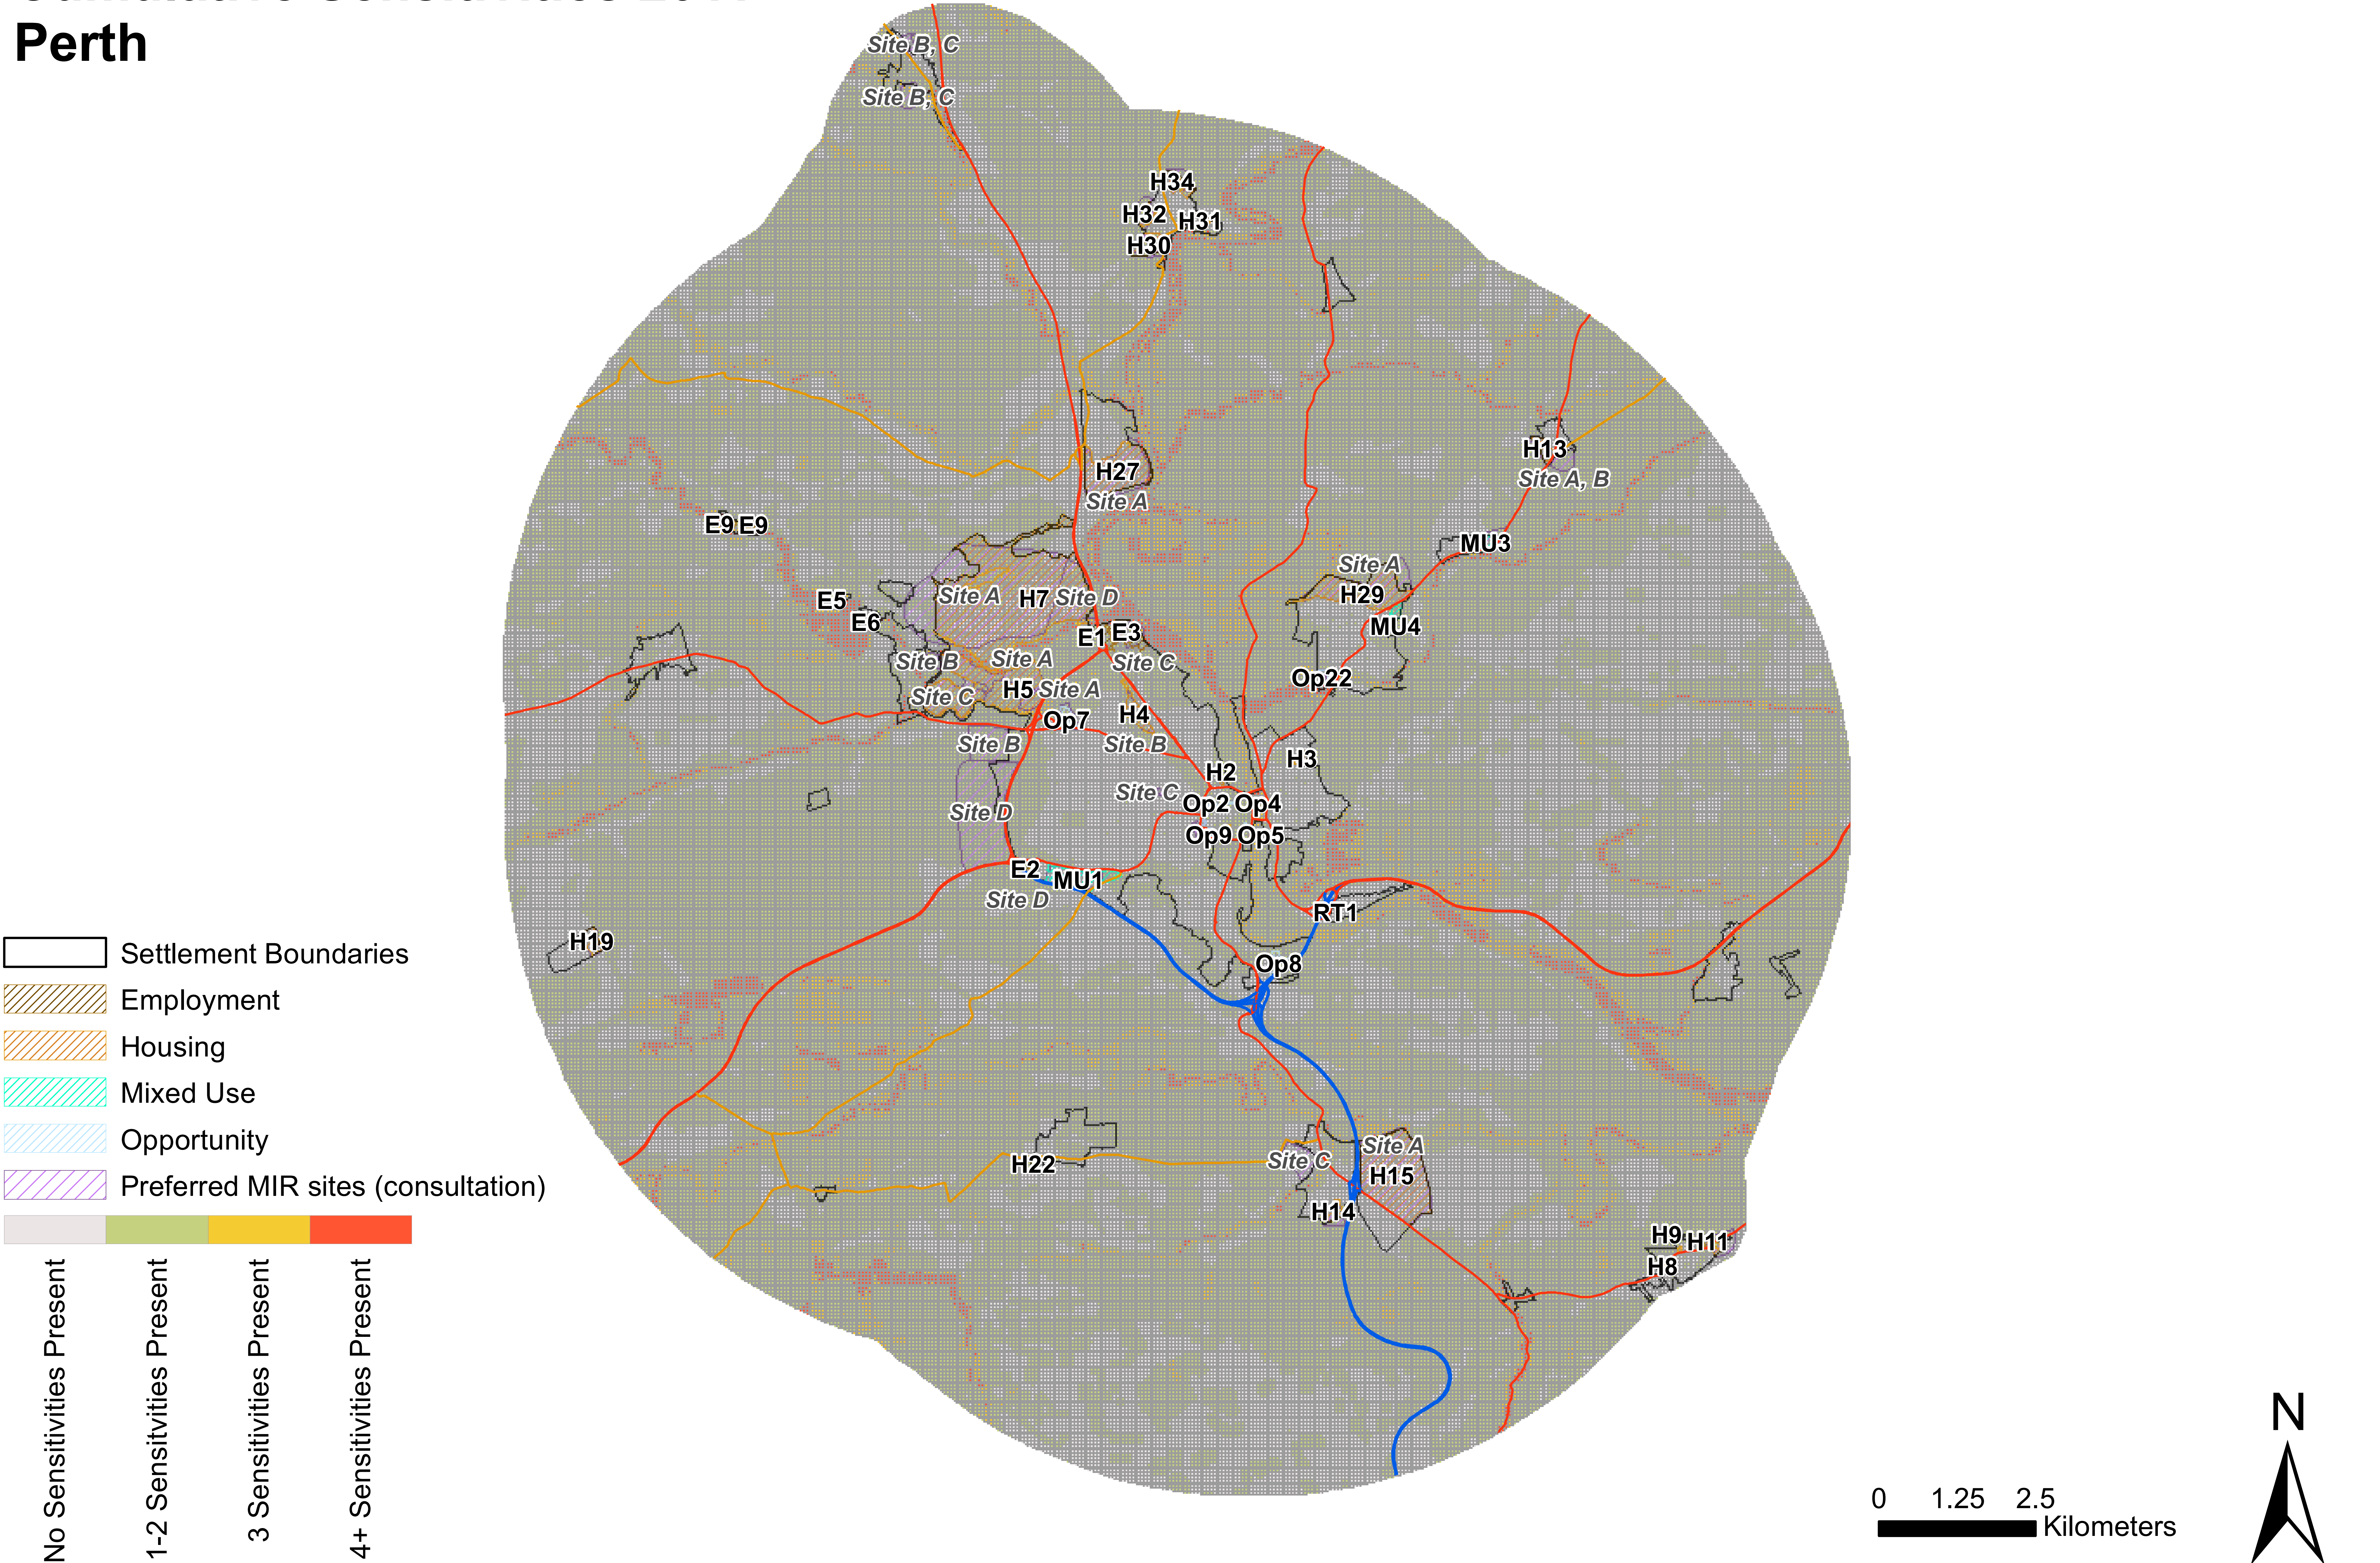 Perth
Site B, C
Site B, C
H34
H32
H31
H30
H13
Site A, B
H27
Site A
E9 E9
MU3
Site A
H29
E5
E6
Site A
H7
Site D
MU4
E1
E3
Site B
Site A
Site C
Op22
Site C
H5
Site A
H4
Op7
Site B
Site B
H3
H2
Site C
Op2
Op4
Site D
Op9
Op5
E2
MU1
Site D
RT1
H19
Op8
Settlement Boundaries
Employment
Housing
Mixed Use
Opportunity
Preferred MIR sites (consultation)
No Sensitivities Present
1-2 Sensitvities Present
3 Sensitivities Present
4+ Sensitivities Present
H22
Site A
Site C
H15
H14
H9
H11
H8
N
0 1.25 2.5
Kilometers